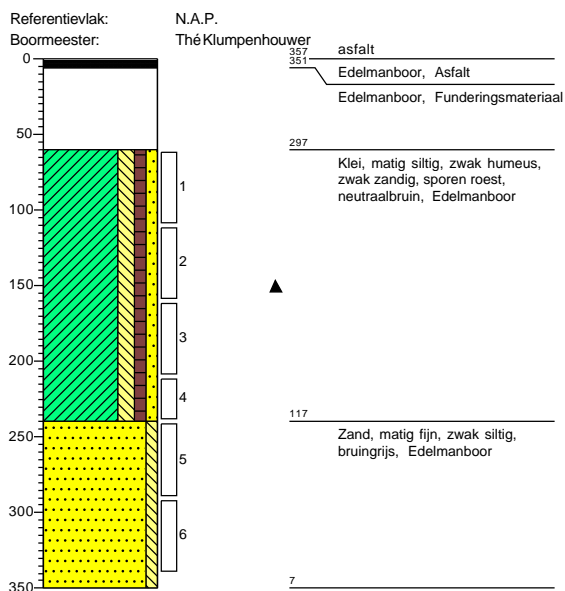 Referentievlak: N.A.P.
Boormeester: Thé Klumpenhouwer
0
357 asfalt
351
Edelmanboor, Asfalt
Edelmanboor, Funderingsmateriaal
50
297
Klei, matig siltig, zwak humeus,
zwak zandig, sporen roest,
neutraalbruin, Edelmanboor
1
100
2
150
3
200
4
117
Zand, matig fijn, zwak siltig,
bruingrijs, Edelmanboor
250
5
300
6
350
7